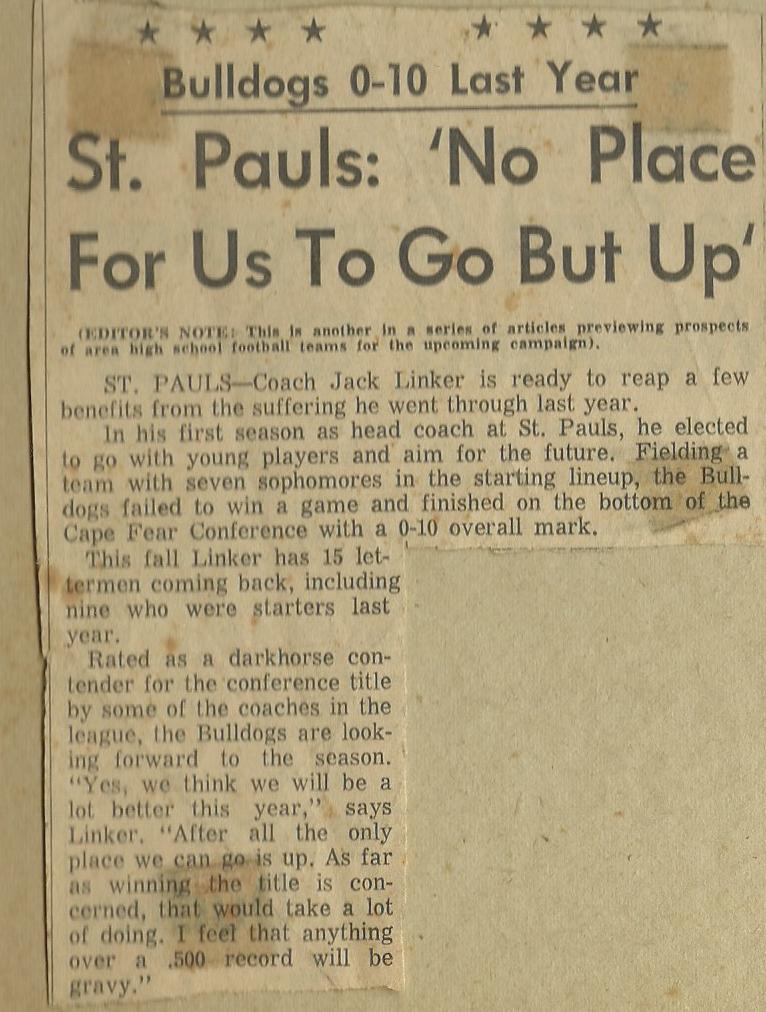 ★ ★ ★ ★ ★ ★ ★ ★
Bulldogs 0-10 Last Year
St. Pauls: 'No Place
For Us To Go But Up'
(EDITOR'S NOTE: This is another in a series of articles previewing prospects
of area high school football teams for the upcoming campaign).
ST. PAULS—Coach Jack Linker is ready to reap a few
benefits from the suffering he went through last year.
In his first season as head coach at St. Pauls, he elected
to go with young players and aim for the future. Fielding a
team with seven sophomores in the starting lineup, the Bull-
dogs failed to win a game and finished on the bottom of the
Cape Fear Conference with a 0-10 overall mark.
This fall Linker has 15 let-
termen coming back, including
nine who were starters last
year.
Rated as a darkhorse con-
tender for the conference title
by some of the coaches in the
league, the Bulldogs are look-
ing forward to the season.
"Yes, we think we will be a
lot better this year," says
Linker. "After all the only
place we can go is up. As far
as winning the title is con-
cerned, that would take a lot
of doing. I feel that anything
over a .500 record will be
gravy."